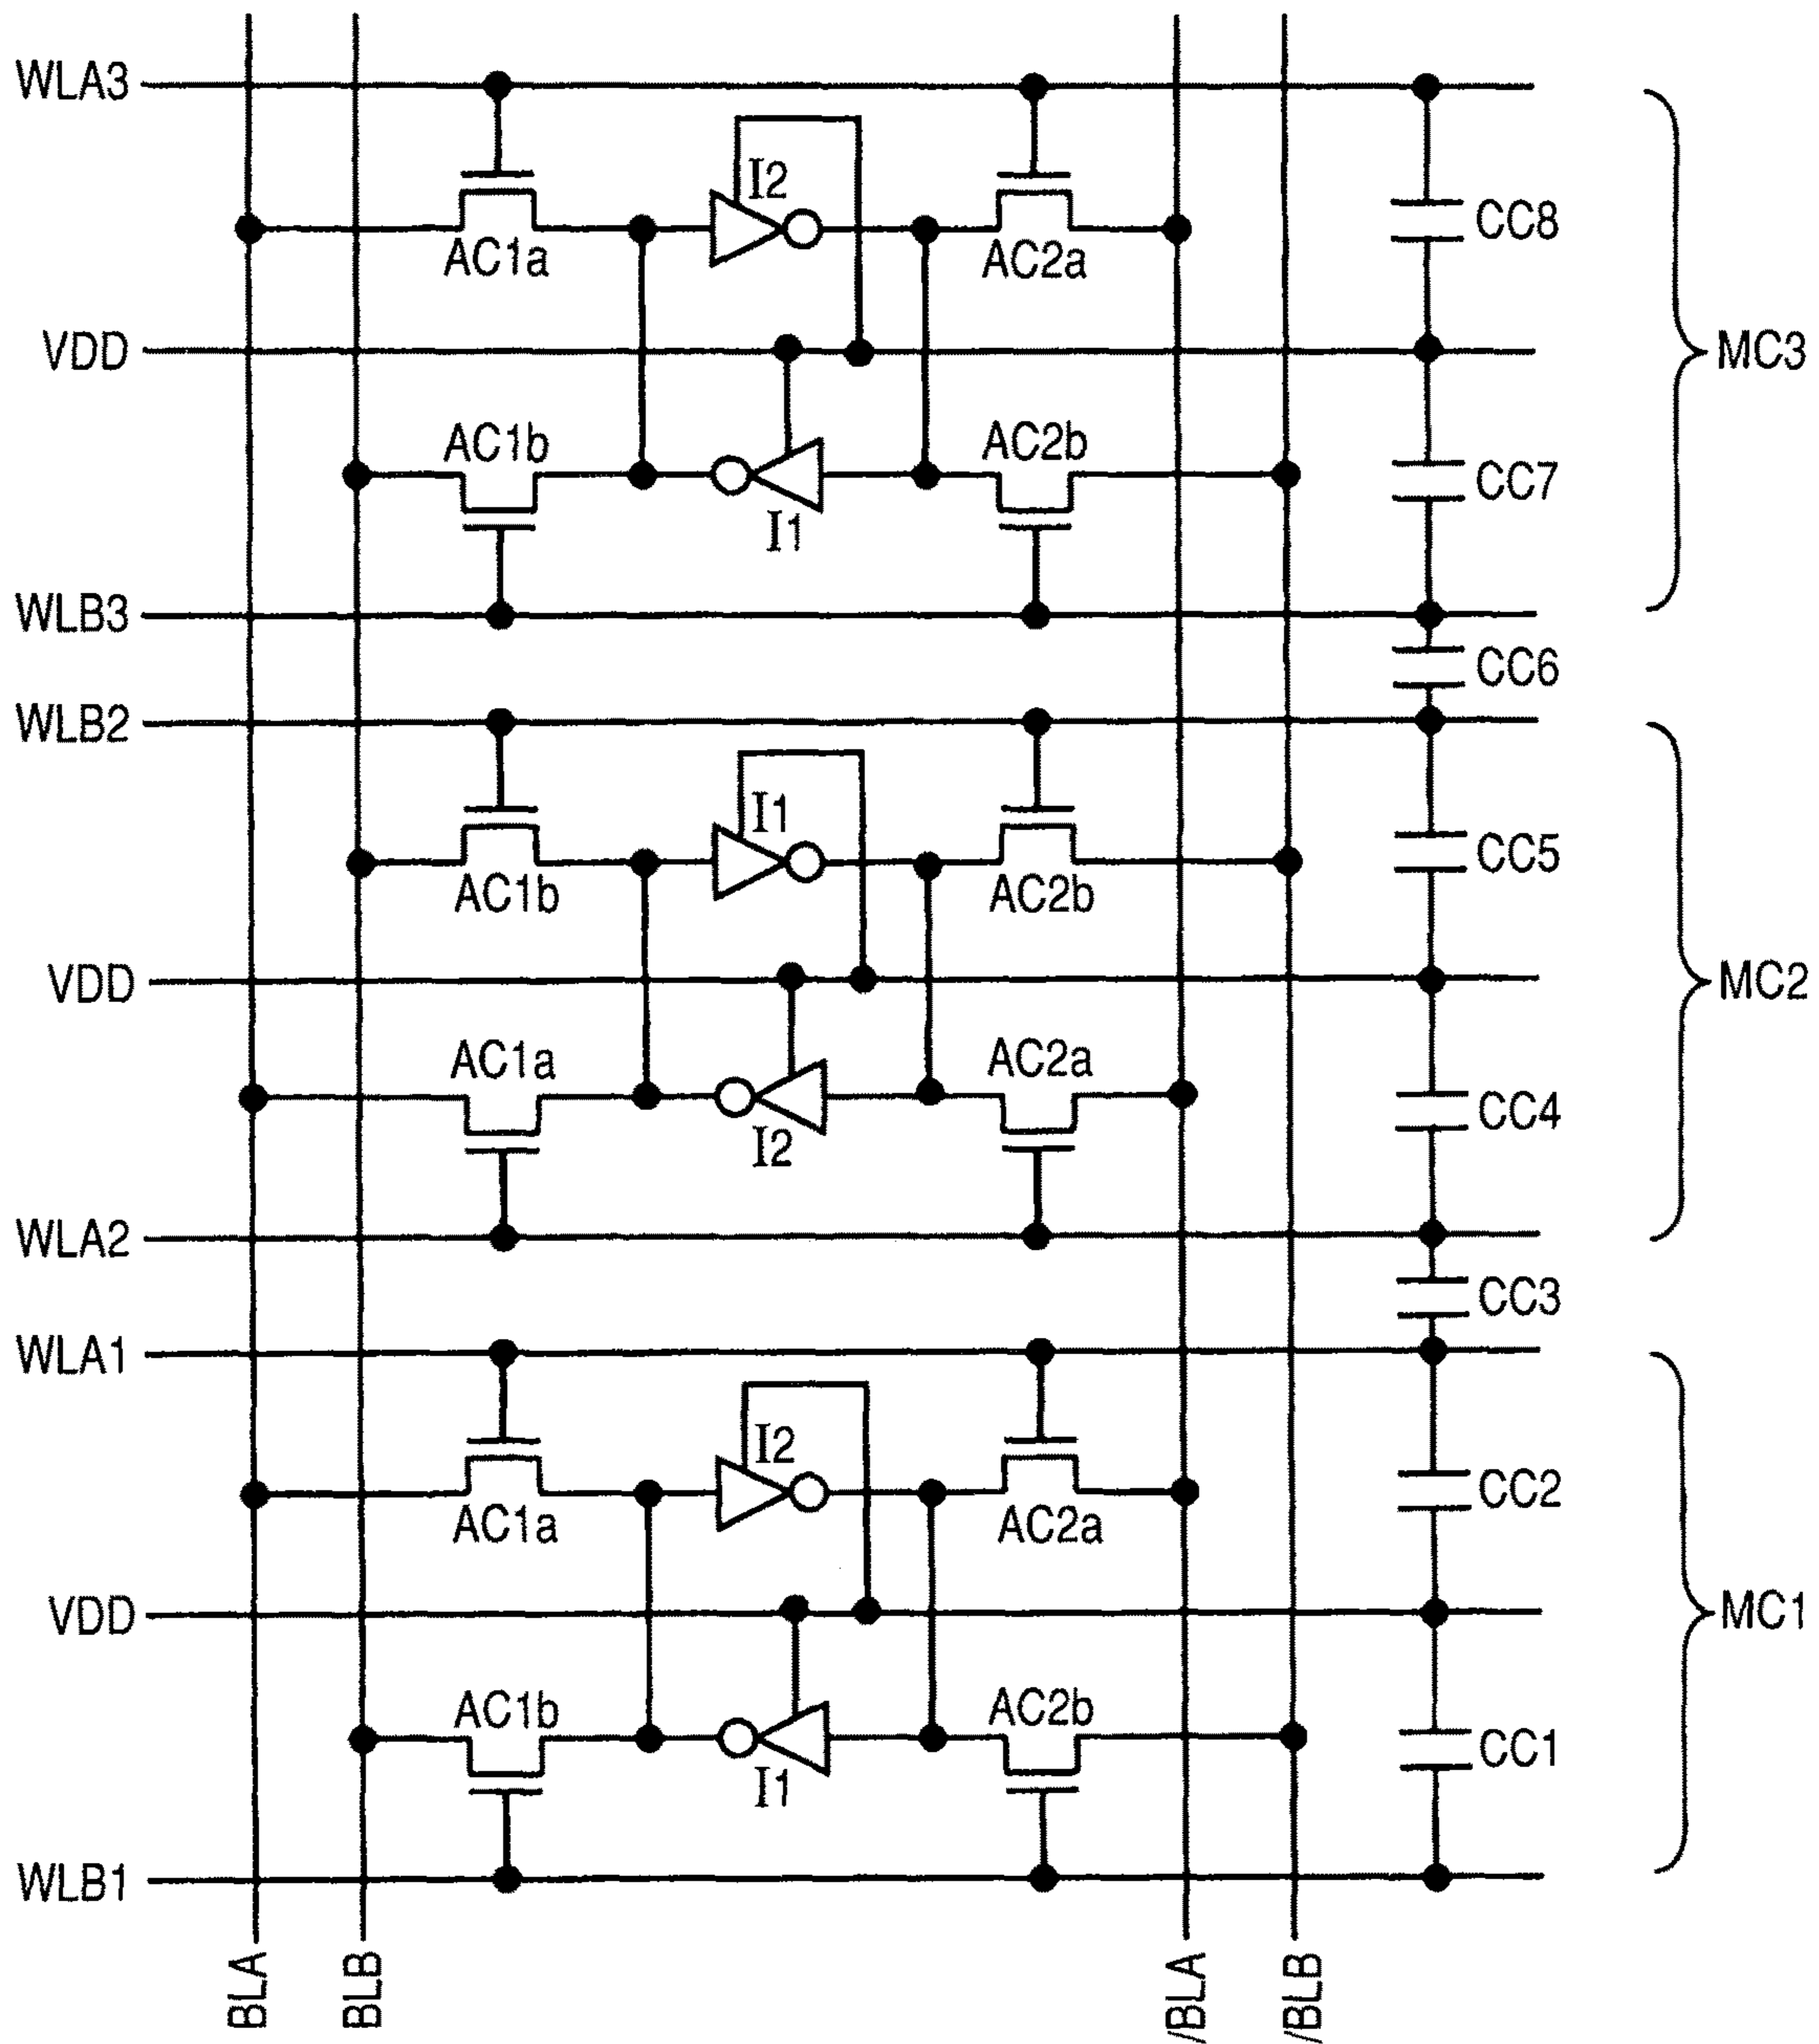 WLA3
I2
AC1a
AC2a
CC8
VDD
MC3
AC1b
AC2b
CC7
I1
WLB3
CC6
WLB2
I1
AC1b
AC2b
CC5
VDD
MC2
AC1a
AC2a
CC4
I2
WLA2
CC3
WLA1
I2
AC1a
AC2a
CC2
VDD
MC1
AC1b
AC2b
CC1
I1
WLB1
BLA
BLB
/BLA
/BLB